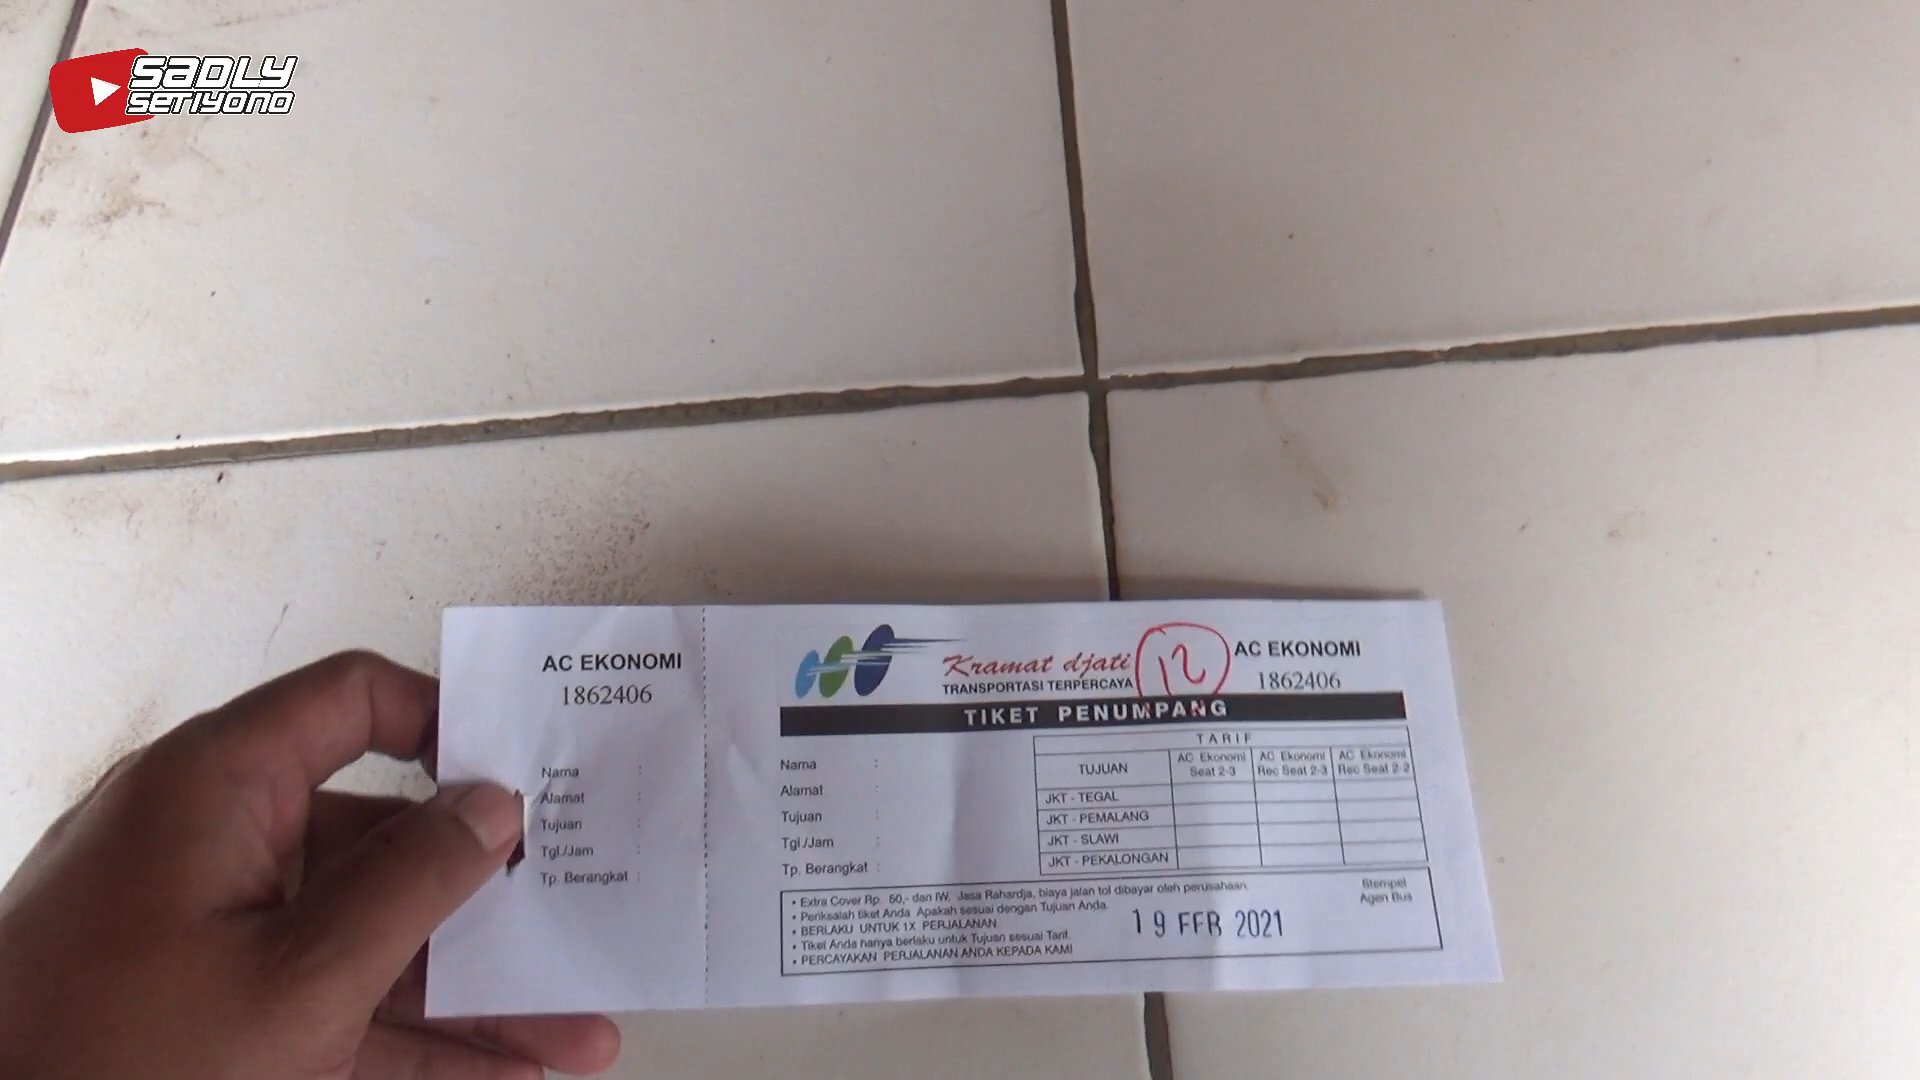 SADLY
SETIYONO
AC EKONOMI
1862406
Nama :
Alamat :
Tujuan :
Tgl./Jam :
Tp. Berangkat :
Kramat djati
TRANSPORTASI TERPERCAYA
12
AC EKONOMI
1862406
TIKET PENUMPANG
Nama :
Alamat :
Tujuan :
Tgl./Jam :
Tp. Berangkat :
TARIF
TUJUAN
AC Ekonomi Seat 2-3
AC Ekonomi Rec Seat 2-3
AC Ekonomi Rec Seat 2-2
JKT - TEGAL
JKT - PEMALANG
JKT - SLAWI
JKT - PEKALONGAN
• Extra Cover Rp. 50,- dan IW. Jasa Rahardja, biaya jalan tol dibayar oleh perusahaan
• Periksalah tiket Anda Apakah sesuai dengan Tujuan Anda.
• BERLAKU UNTUK 1X PERJALANAN
• Tiket Anda hanya berlaku untuk Tujuan sesuai Tarif.
• PERCAYAKAN PERJALANAN ANDA KEPADA KAMI
19 FEB 2021
Stempel
Agen Bus